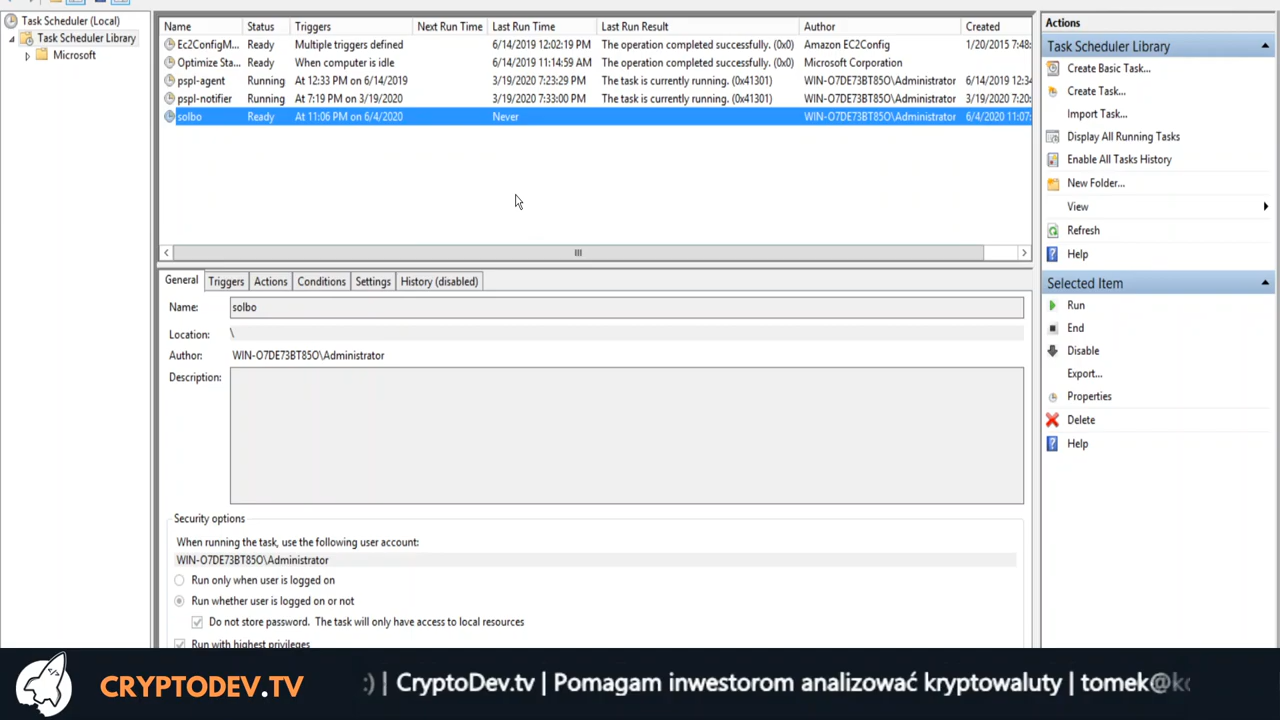 Task Scheduler (Local)
Task Scheduler Library
Microsoft
Name Status Triggers Next Run Time Last Run Time Last Run Result Author Created
Ec2ConfigM... Ready Multiple triggers defined 6/14/2019 12:02:19 PM The operation completed successfully. (0x0) Amazon EC2Config 1/20/2015 7:48:
Optimize Sta... Ready When computer is idle 6/14/2019 11:14:59 AM The operation completed successfully. (0x0) Microsoft Corporation
pspl-agent Running At 12:33 PM on 6/14/2019 3/19/2020 7:23:29 PM The task is currently running. (0x41301) WIN-O7DE73BT85O\Administrator 6/14/2019 12:34
pspl-notifier Running At 7:19 PM on 3/19/2020 3/19/2020 7:33:00 PM The task is currently running. (0x41301) WIN-O7DE73BT85O\Administrator 3/19/2020 7:20:
solbo Ready At 11:06 PM on 6/4/2020 Never WIN-O7DE73BT85O\Administrator 6/4/2020 11:07:
General Triggers Actions Conditions Settings History (disabled)
Name: solbo
Location: \
Author: WIN-O7DE73BT85O\Administrator
Description:
Security options
When running the task, use the following user account:
WIN-O7DE73BT85O\Administrator
Run only when user is logged on
Run whether user is logged on or not
Do not store password. The task will only have access to local resources
Run with highest privileges
Actions
Task Scheduler Library
Create Basic Task...
Create Task...
Import Task...
Display All Running Tasks
Enable All Tasks History
New Folder...
View
Refresh
Help
Selected Item
Run
End
Disable
Export...
Properties
Delete
Help
CRYPTODEV.TV
:) | CryptoDev.tv | Pomagam inwestorom analizować kryptowaluty | tomek@kc